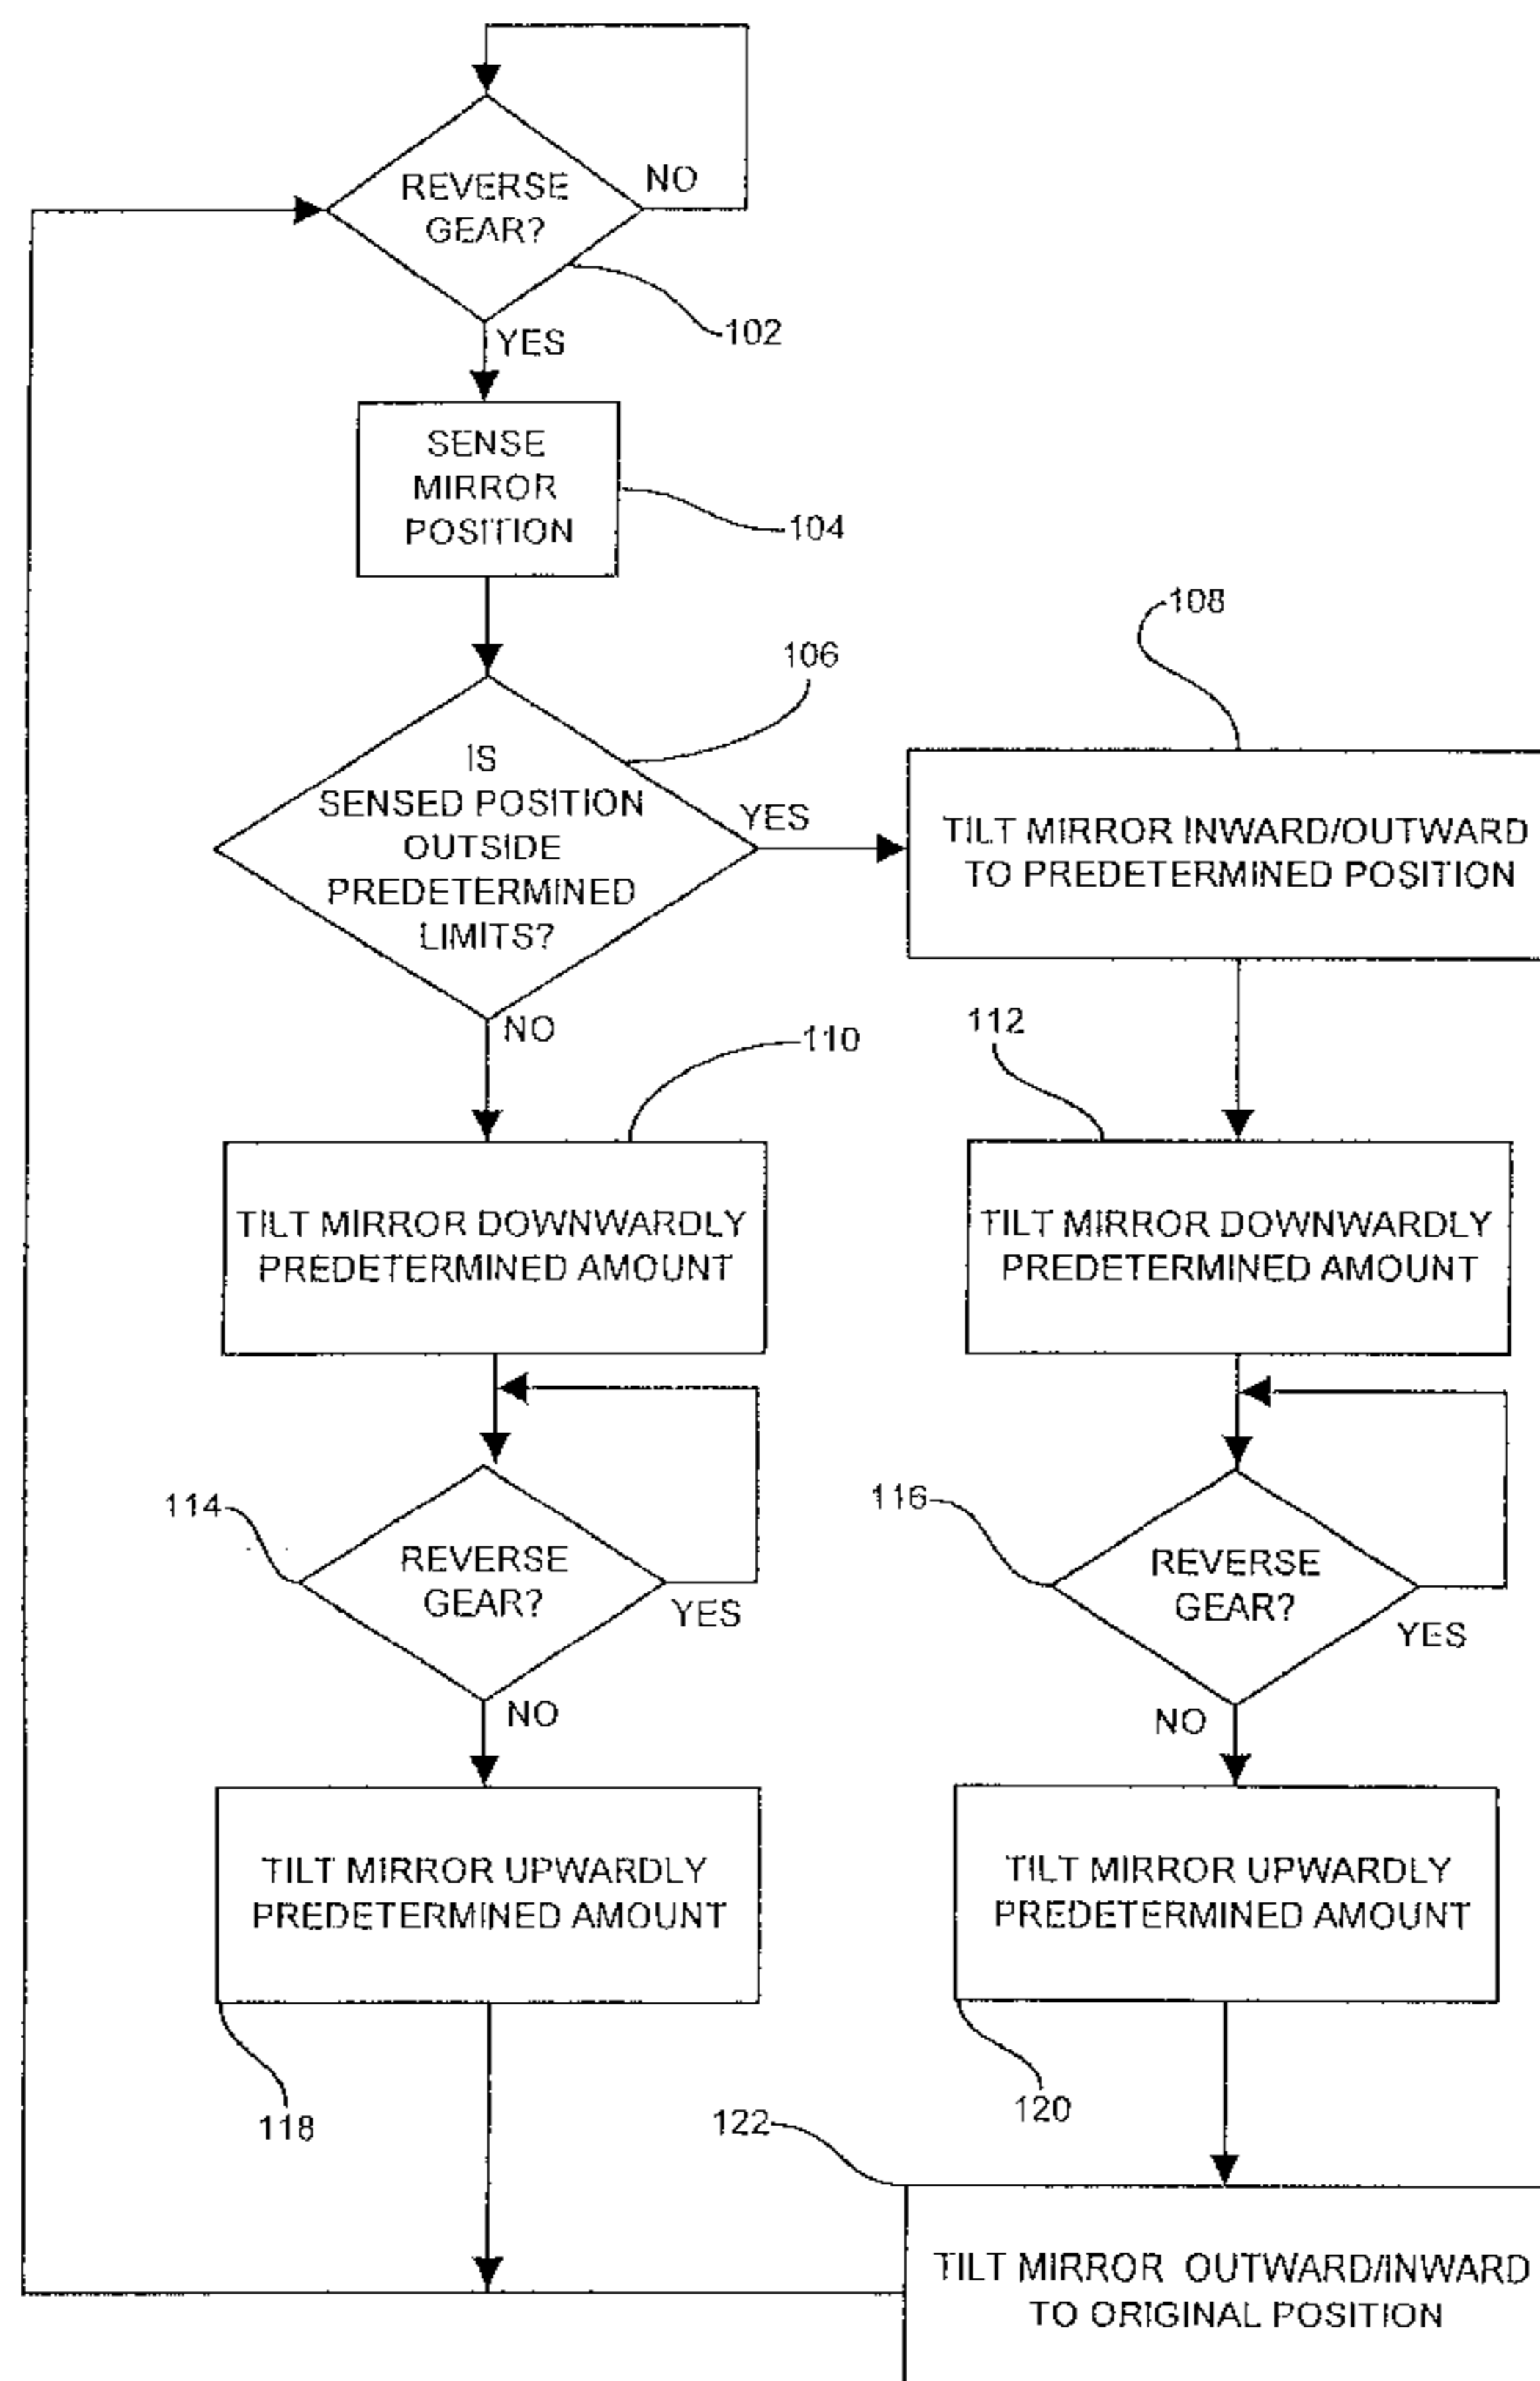 REVERSE
GEAR?
NO
YES
102
SENSE
MIRROR
POSITION
104
106
108
IS
SENSED POSITION
OUTSIDE
PREDETERMINED
LIMITS?
YES
NO
TILT MIRROR INWARD/OUTWARD
TO PREDETERMINED POSITION
110
112
TILT MIRROR DOWNWARDLY
PREDETERMINED AMOUNT
TILT MIRROR DOWNWARDLY
PREDETERMINED AMOUNT
114
REVERSE
GEAR?
YES
NO
116
REVERSE
GEAR?
YES
NO
TILT MIRROR UPWARDLY
PREDETERMINED AMOUNT
TILT MIRROR UPWARDLY
PREDETERMINED AMOUNT
118
120
122
TILT MIRROR OUTWARD/INWARD
TO ORIGINAL POSITION